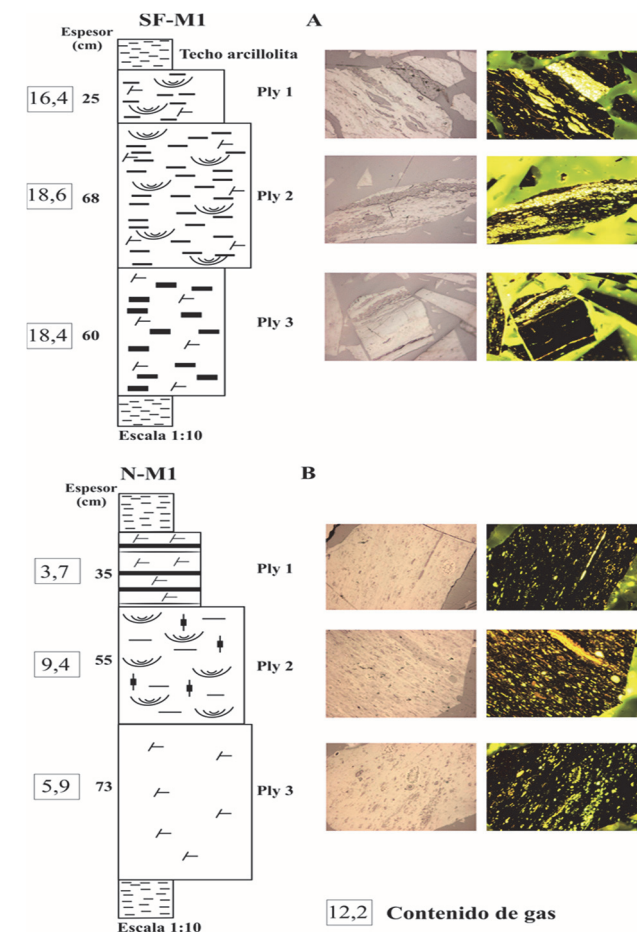 SF-M1
A
Espesor
(cm)
Techo arcillolita
16,4
25
Ply 1
18,6
68
Ply 2
18,4
60
Ply 3
Escala 1:10
N-M1
B
Espesor
(cm)
3,7
35
Ply 1
9,4
55
Ply 2
5,9
73
Ply 3
12,2 Contenido de gas
Escala 1:10